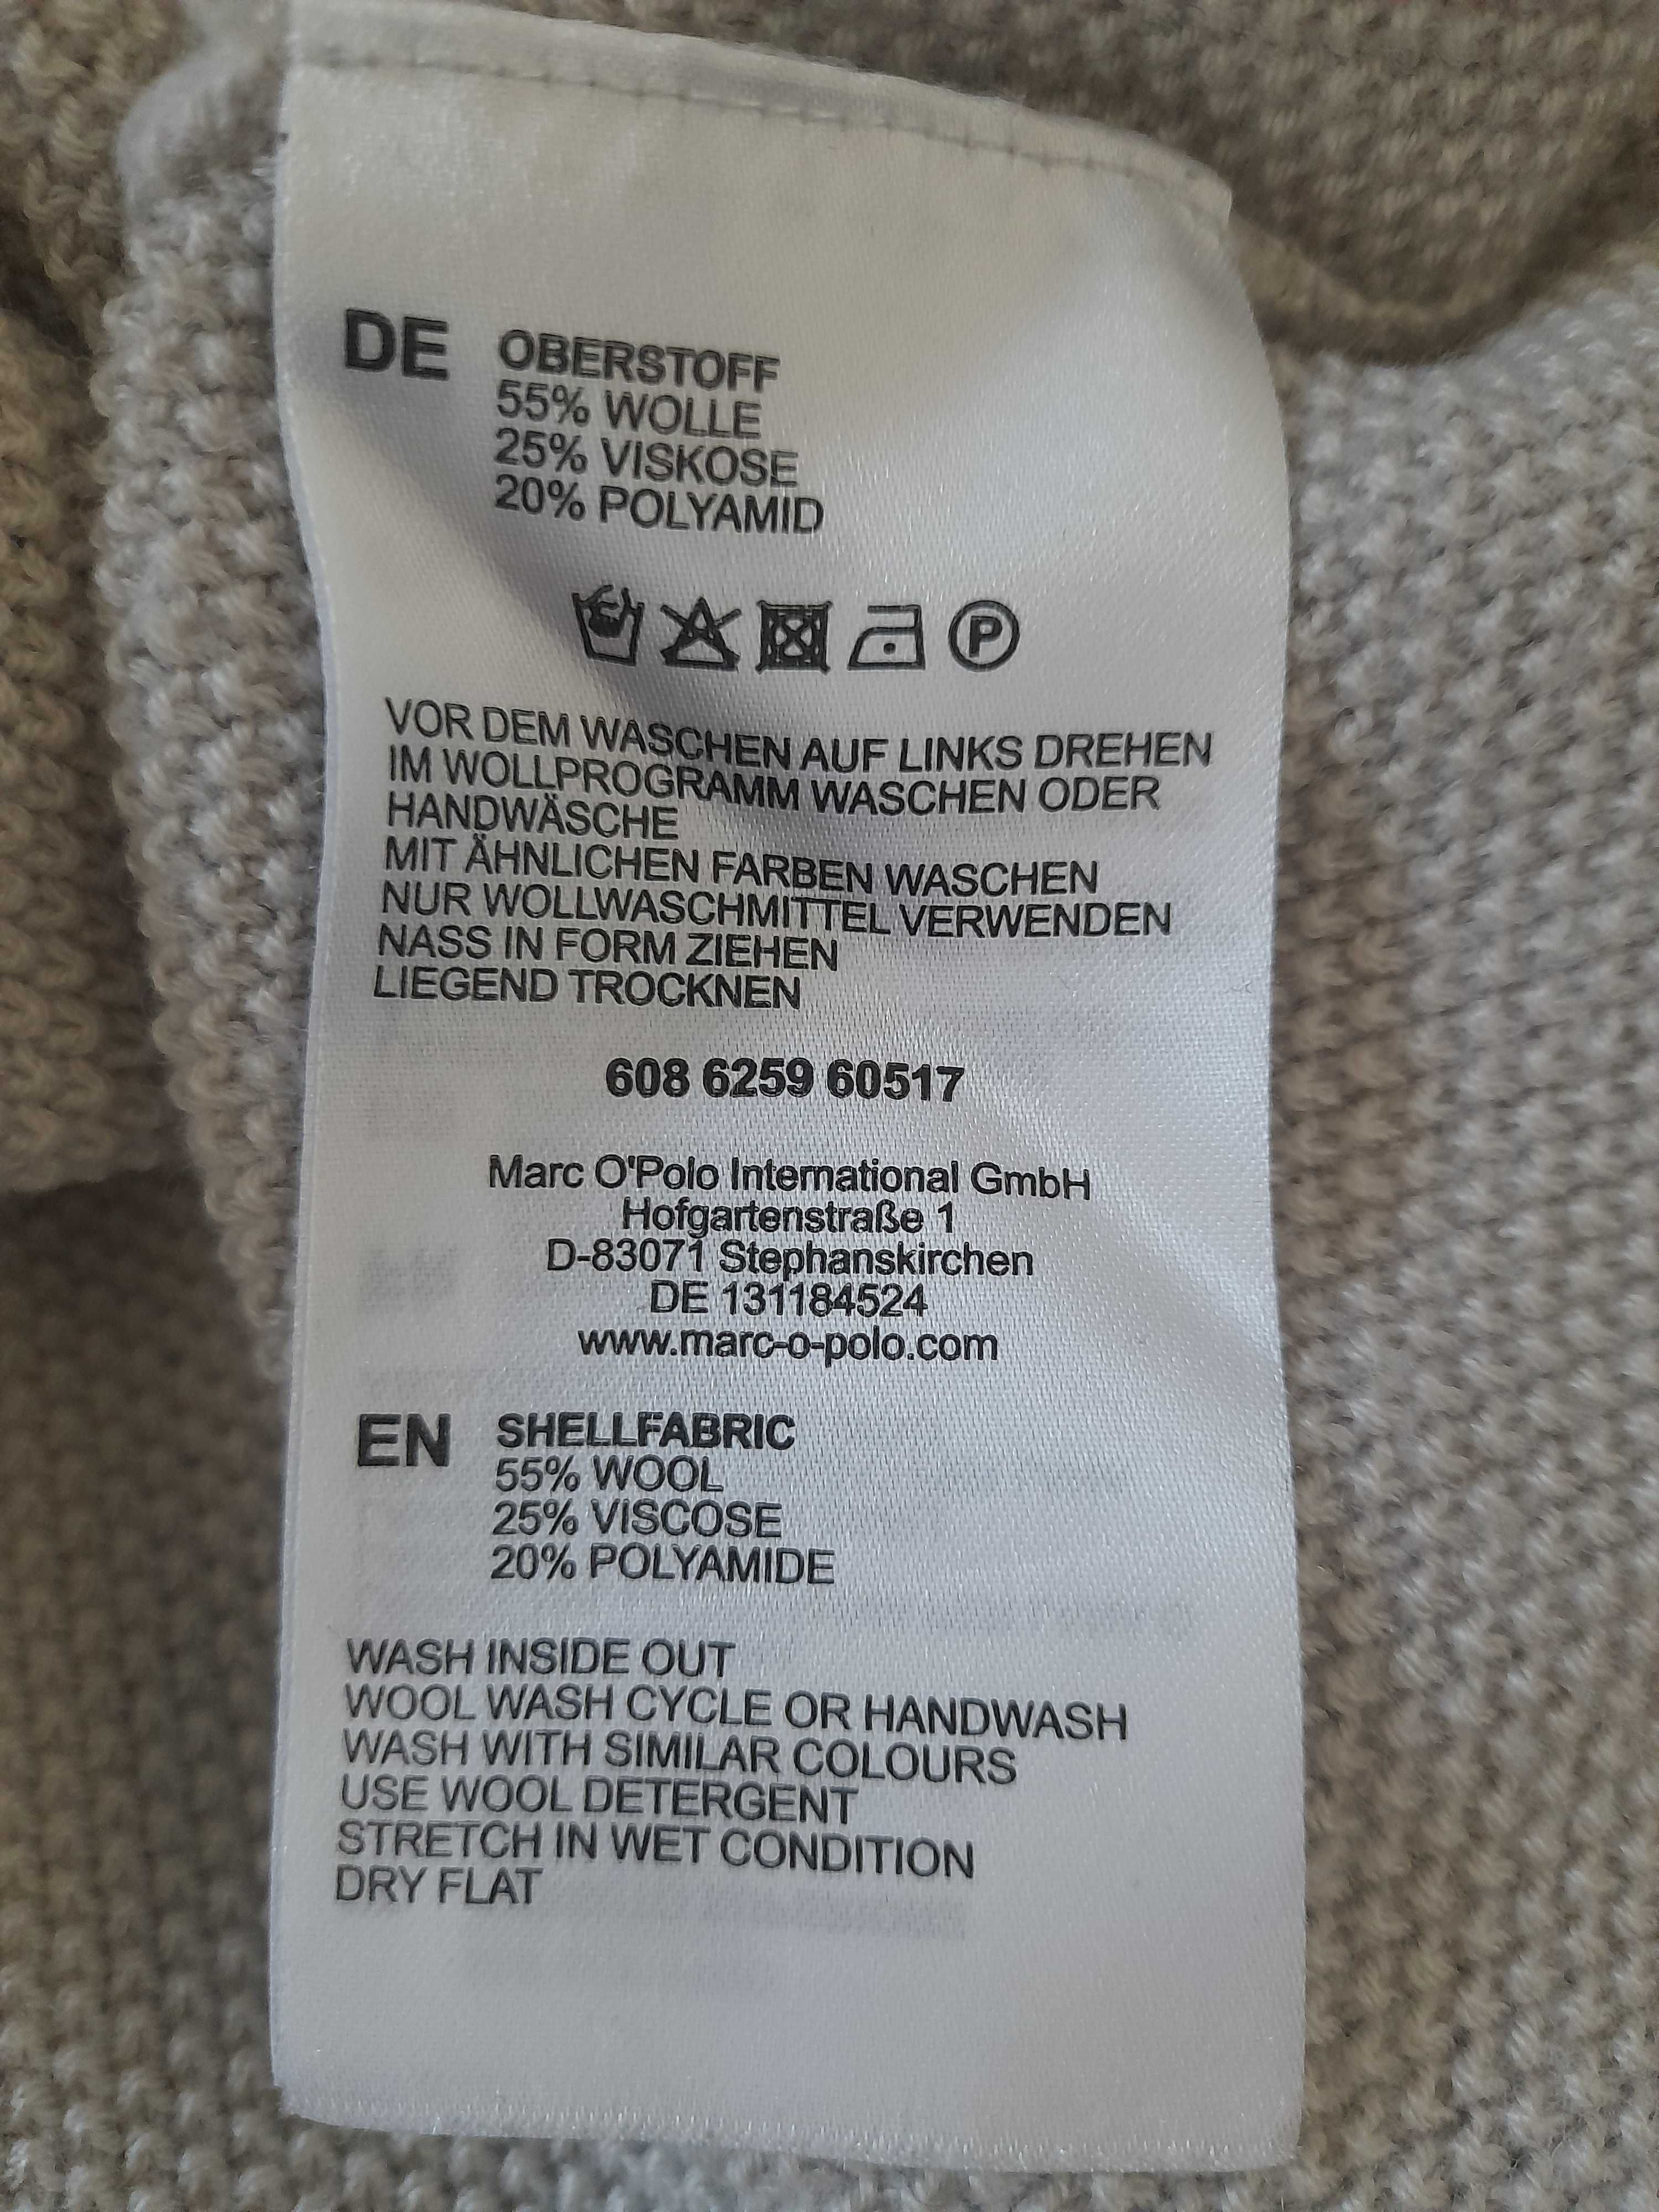 DE OBERSTOFF
55% WOLLE
25% VISKOSE
20% POLYAMID
P
VOR DEM WASCHEN AUF LINKS DREHEN
IM WOLLPROGRAMM WASCHEN ODER
HANDWÄSCHE
MIT ÄHNLICHEN FARBEN WASCHEN
NUR WOLLWASCHMITTEL VERWENDEN
NASS IN FORM ZIEHEN
LIEGEND TROCKNEN
608 6259 60517
Marc O'Polo International GmbH
Hofgartenstraße 1
D-83071 Stephanskirchen
DE 131184524
www.marc-o-polo.com
EN SHELLFABRIC
55% WOOL
25% VISCOSE
20% POLYAMIDE
WASH INSIDE OUT
WOOL WASH CYCLE OR HANDWASH
WASH WITH SIMILAR COLOURS
USE WOOL DETERGENT
STRETCH IN WET CONDITION
DRY FLAT